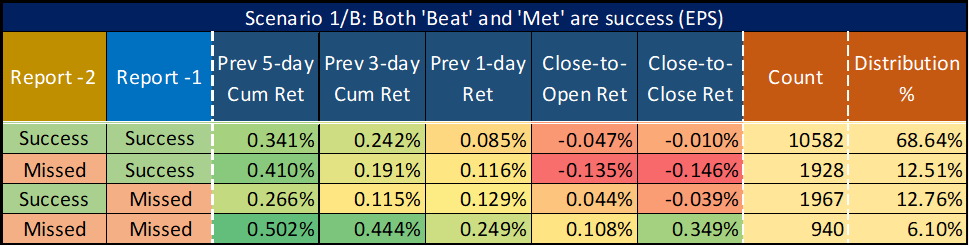 Scenario 1/B: Both 'Beat' and 'Met' are success (EPS)
Report -2 Report -1 Prev 5-day Cum Ret Prev 3-day Cum Ret Prev 1-day Ret Close-to-Open Ret Close-to-Close Ret Count Distribution %
Success Success 0.341% 0.242% 0.085% -0.047% -0.010% 10582 68.64%
Missed Success 0.410% 0.191% 0.116% -0.135% -0.146% 1928 12.51%
Success Missed 0.266% 0.115% 0.129% 0.044% -0.039% 1967 12.76%
Missed Missed 0.502% 0.444% 0.249% 0.108% 0.349% 940 6.10%